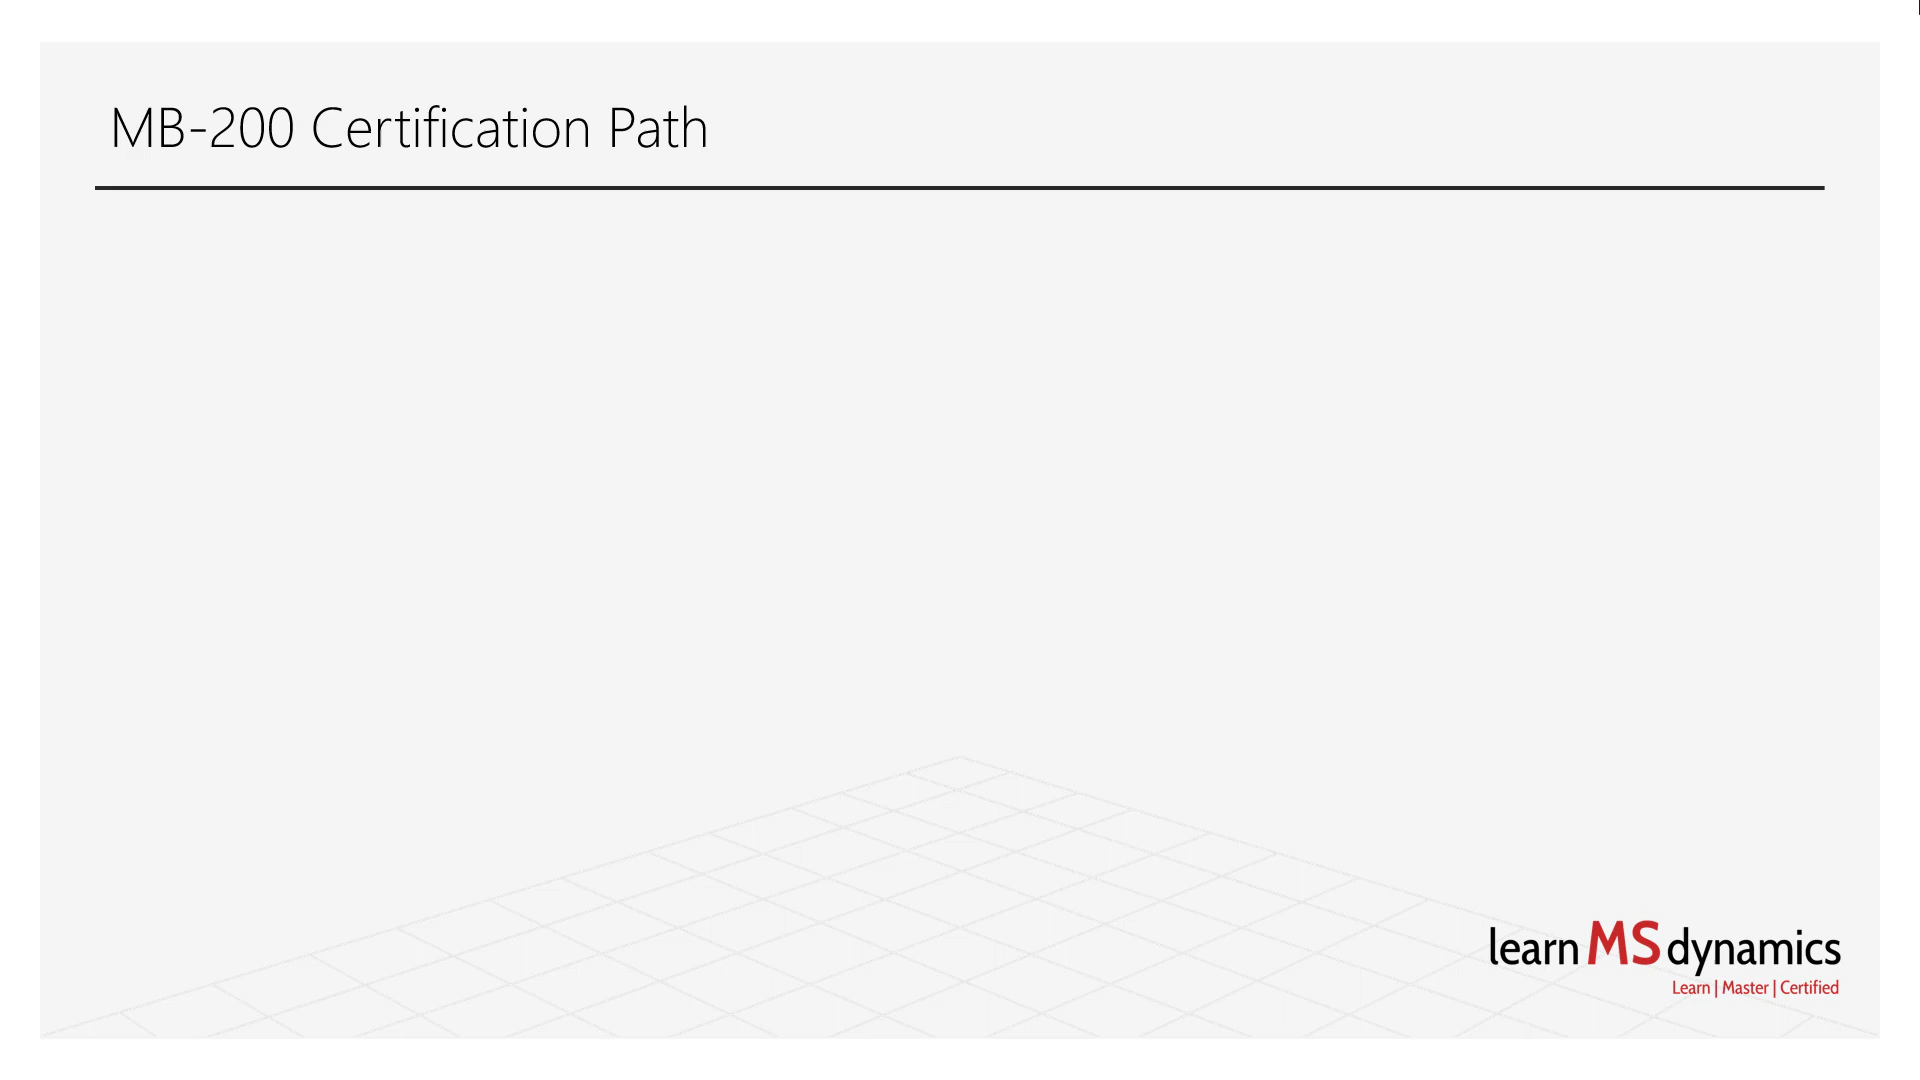 MB-200 Certification Path
learn MS dynamics
Learn | Master | Certified